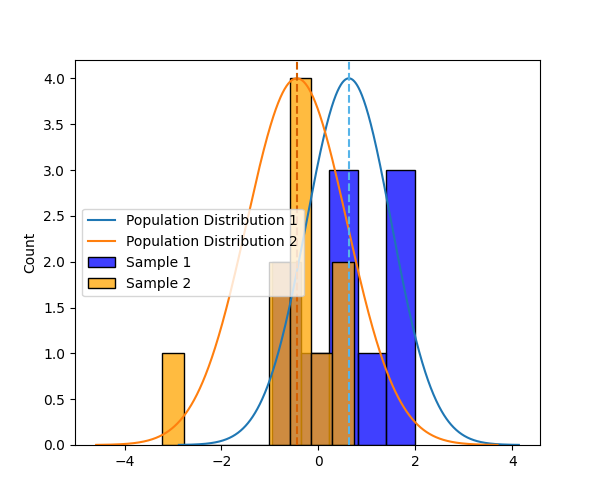 4.0
3.5
3.0
2.5
2.0
1.5
1.0
0.5
0.0
Count
Population Distribution 1
Population Distribution 2
Sample 1
Sample 2
−4 −2 0 2 4